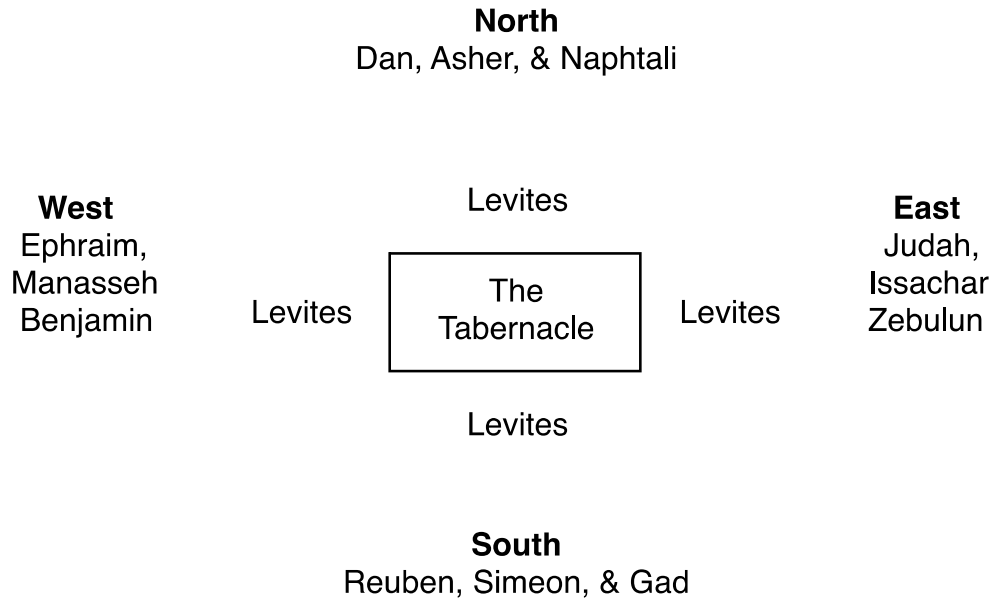 North
Dan, Asher, & Naphtali
Levites
West
Ephraim,
Manasseh
Benjamin
East
Judah,
Issachar
Zebulun
Levites
The
Tabernacle
Levites
Levites
South
Reuben, Simeon, & Gad